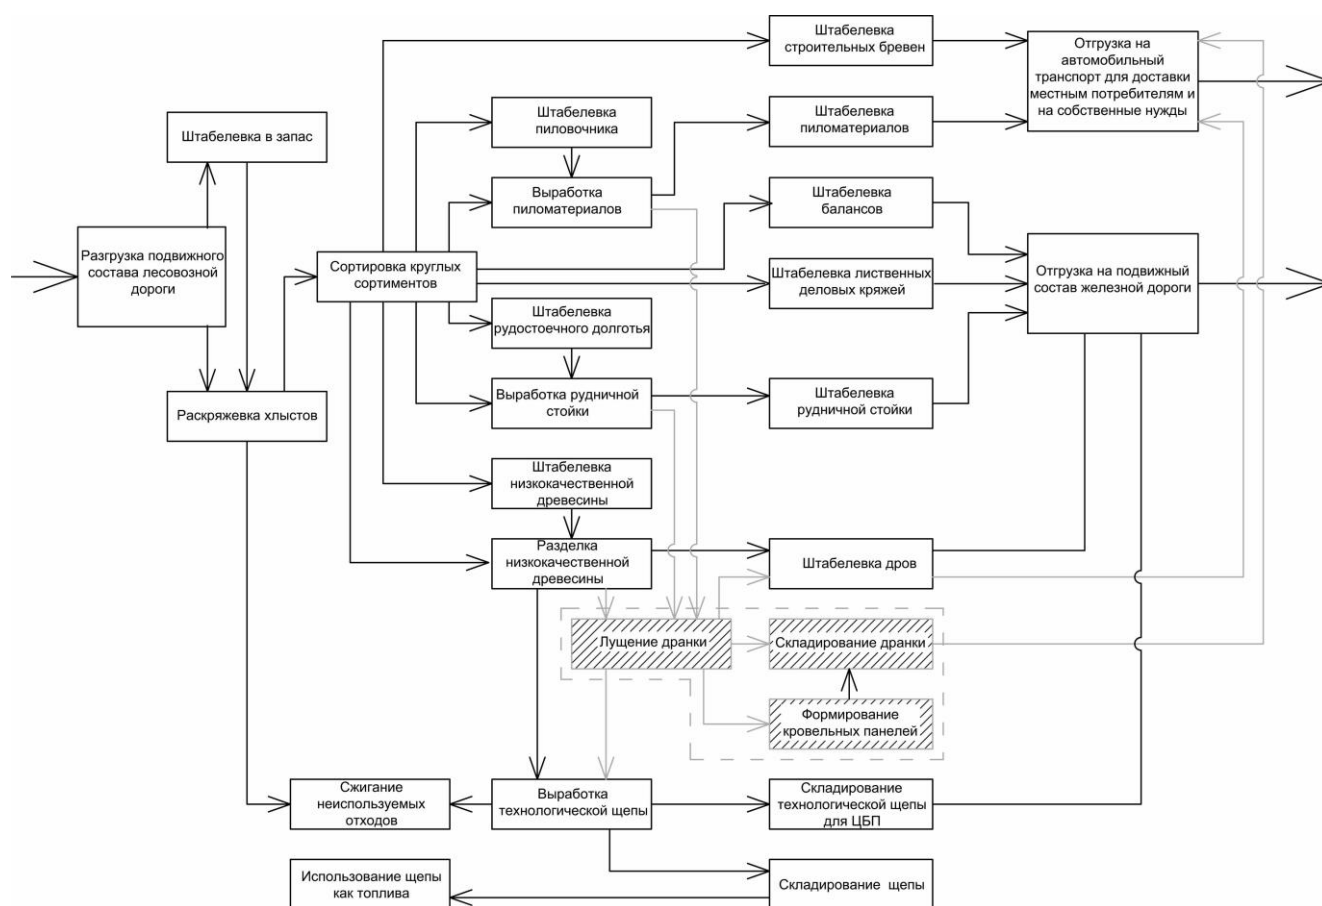 Штабелевка
строительных бревен
Отгрузка на
автомобильный
транспорт для доставки
местным потребителям и
на собственные нужды
Штабелевка
пиловочника
Штабелевка
пиломатериалов
Штабелевка в запас
Выработка
пиломатериалов
Штабелевка
балансов
Разгрузка подвижного
состава лесовозной
дороги
Сортировка круглых
сортиментов
Штабелевка лиственных
деловых кряжей
Отгрузка на подвижный
состав железной дороги
Штабелевка
рудостоечного долготья
Раскряжевка хлыстов
Выработка рудничной
стойки
Штабелевка
рудничной стойки
Штабелевка
низкокачественной
древесины
Разделка
низкокачественной
древесины
Штабелевка дров
Лущение дранки
Складирование дранки
Формирование
кровельных панелей
Сжигание
неиспользуемых
отходов
Выработка
технологической щепы
Складирование
технологической щепы
для ЦБП
Использование щепы
как топлива
Складирование щепы